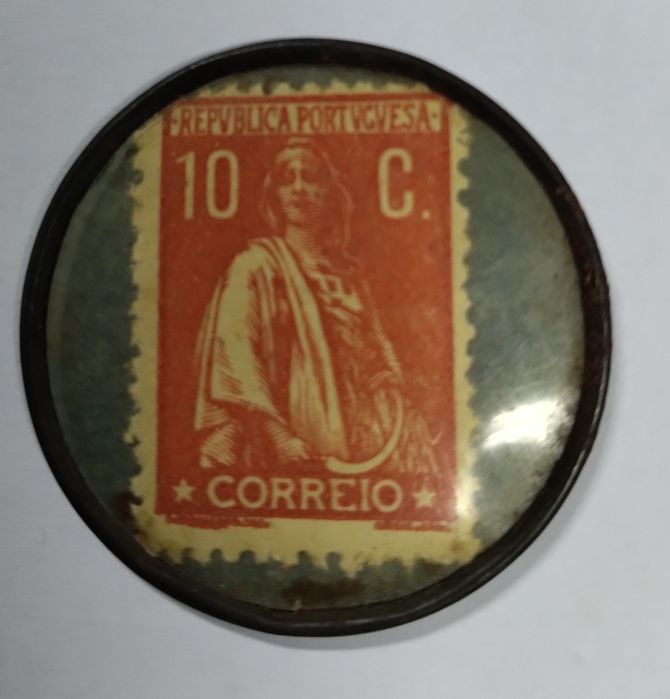 ·REPVBLICA PORTVGVESA·
10 C.
CORREIO